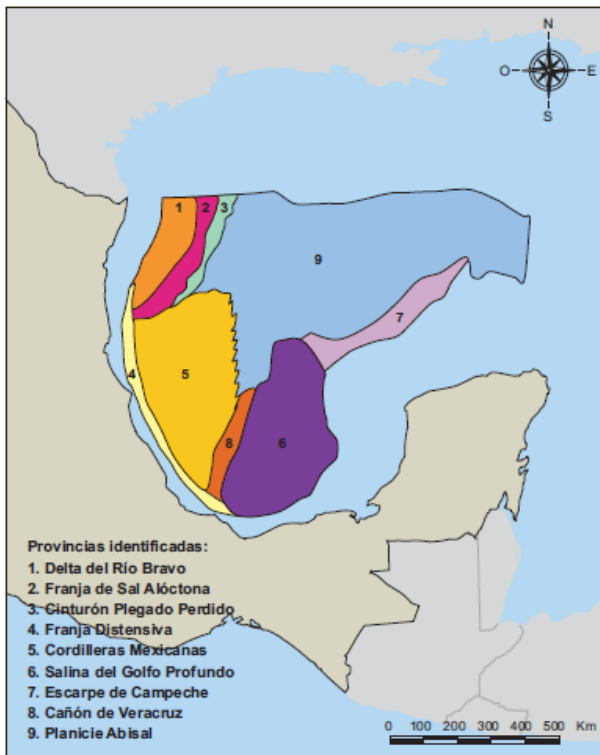 N
O E
S
1 2 3
9
7
4 5
8 6
Provincias identificadas:
1. Delta del Río Bravo
2. Franja de Sal Alóctona
3. Cinturón Plegado Perdido
4. Franja Distensiva
5. Cordilleras Mexicanas
6. Salina del Golfo Profundo
7. Escarpe de Campeche
8. Cañón de Veracruz
9. Planicie Abisal
0 100 200 300 400 500 Km